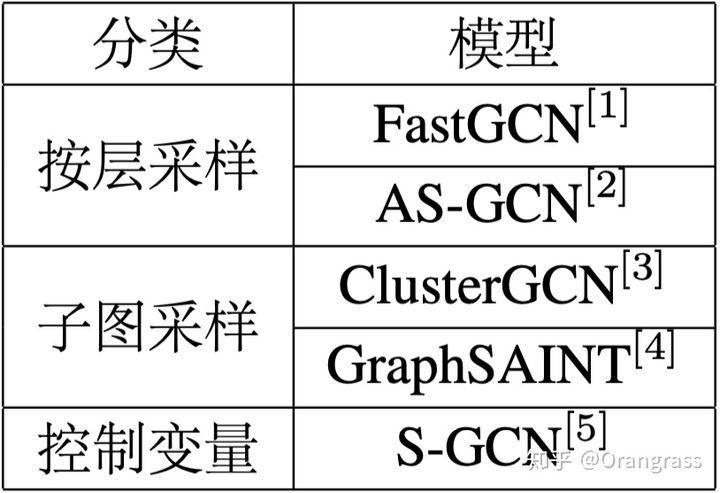 分类 模型
按层采样 FastGCN[1]
AS-GCN[2]
子图采样 ClusterGCN[3]
GraphSAINT[4]
控制变量 S-GCN[5]
知乎 @Orangrass